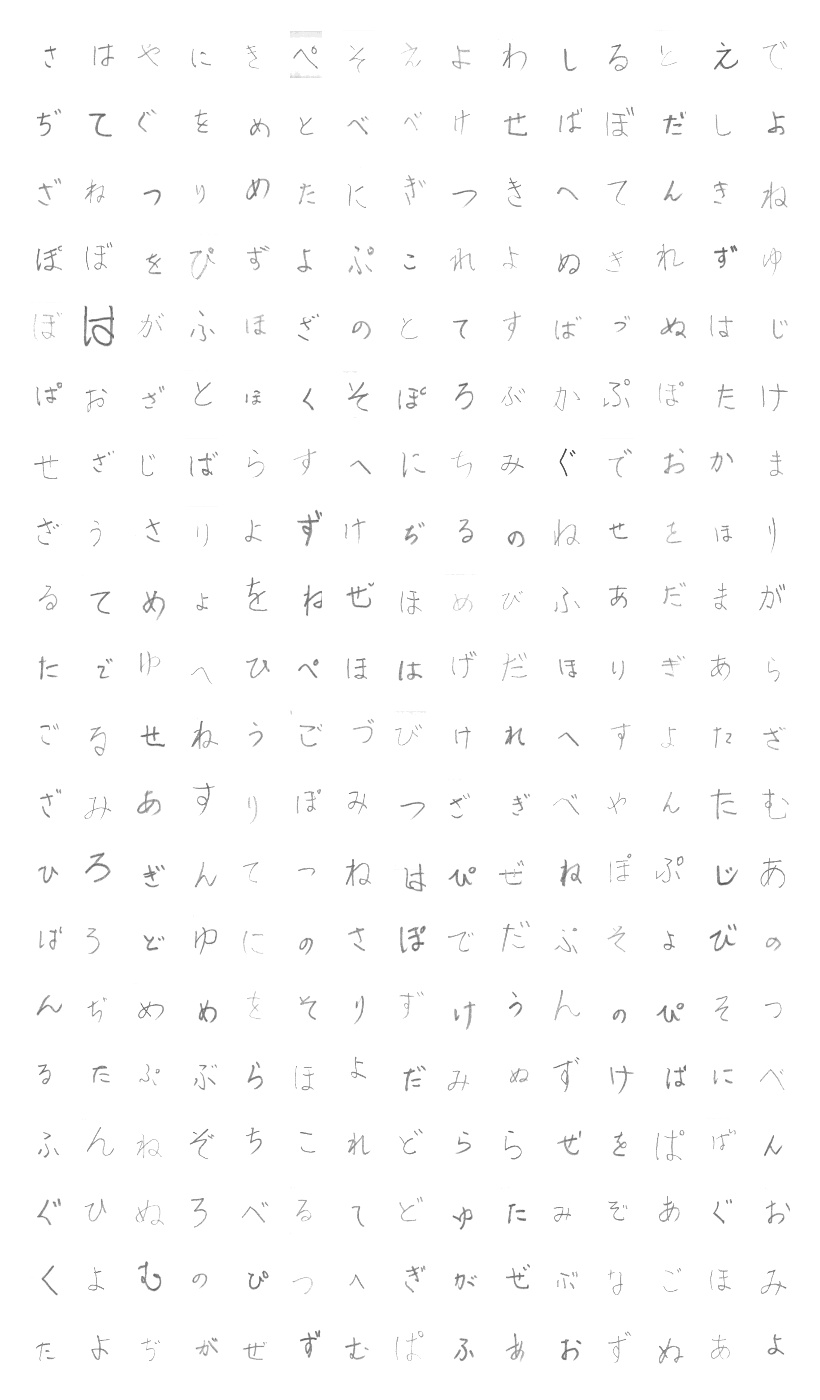 さ は や に き ぺ そ え よ わ し る と え で
ぢ て ぐ を め と べ べ け せ ば ぼ だ し よ
ざ ね つ り め た に ぎ つ き へ て ん き ね
ぽ ぼ を ぴ ず よ ぷ こ れ よ ぬ き れ ず ゆ
ぼ は が ふ ほ ざ の と て す ば づ ぬ は じ
ぱ お ざ と ほ く そ ぽ ろ ぶ か ぷ ぽ た け
せ ざ じ ば ら す へ に ち み ぐ で お か ま
ざ う さ り よ ず け ぢ る の ね せ と ほ り
る て め ょ を ね ぜ ほ め び ふ あ だ ま が
た で ゆ へ ひ ぺ ほ は げ だ ほ り ぎ あ ら
ご る せ ね う ご づ び け れ へ す よ た ざ
ざ み あ す り ぽ み つ ざ ぎ べ や ん た む
ひ ろ ぎ ん て つ ね は ぴ ぜ ね ぽ ぷ じ あ
ば ろ ど ゆ に の さ ぽ で だ ぷ そ ょ び の
ん ぢ め め を そ り ず け う ん の ぴ そ つ
る た ぷ ぶ ら ほ よ だ み ぬ ず け ば に べ
ふ ん ね ぞ ち こ れ ど ら ら ぜ を ぱ ば ん
ぐ ひ ぬ ろ べ る て ど ゅ た み ぞ あ ぐ お
く よ む の ぴ つ へ ぎ が ぜ ぶ な ご ほ み
た よ ぢ が ぜ ず む ぱ ふ あ お ず ぬ あ よ